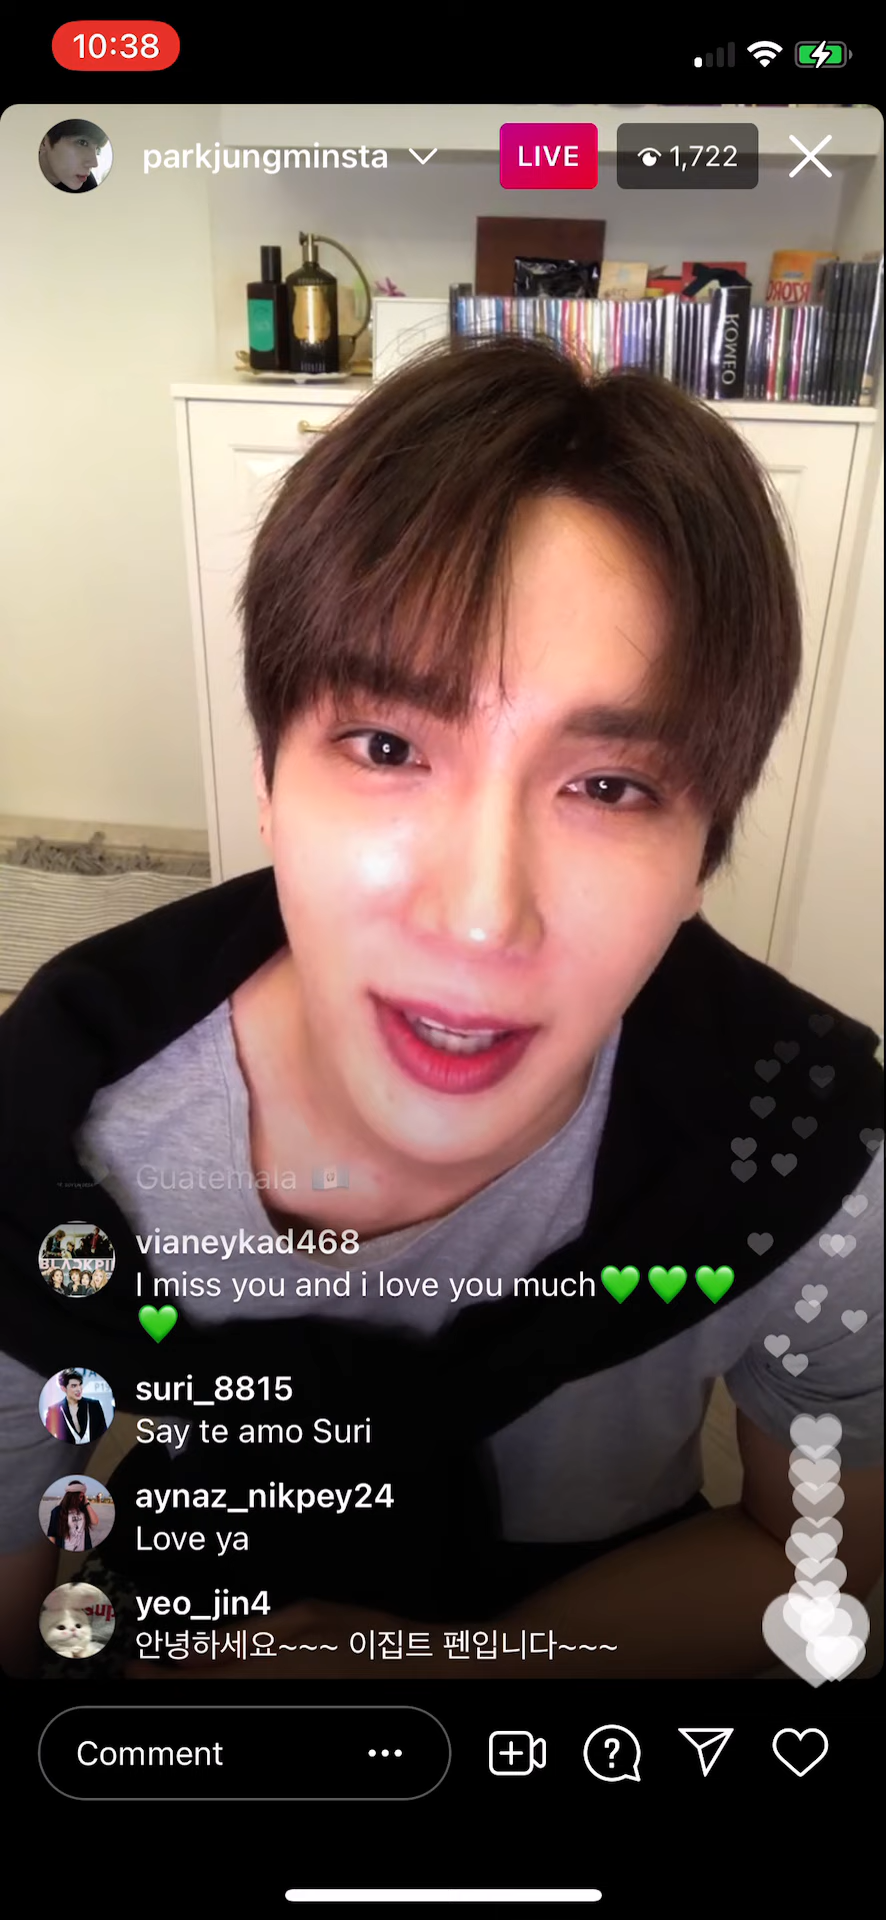 10:38
parkjungminsta
LIVE
1,722
KOWEO
Guatemala 🇬🇹
vianeykad468
I miss you and i love you much💚💚💚
💚
suri_8815
Say te amo Suri
aynaz_nikpey24
Love ya
yeo_jin4
안녕하세요~~~ 이집트 펜입니다~~~
Comment